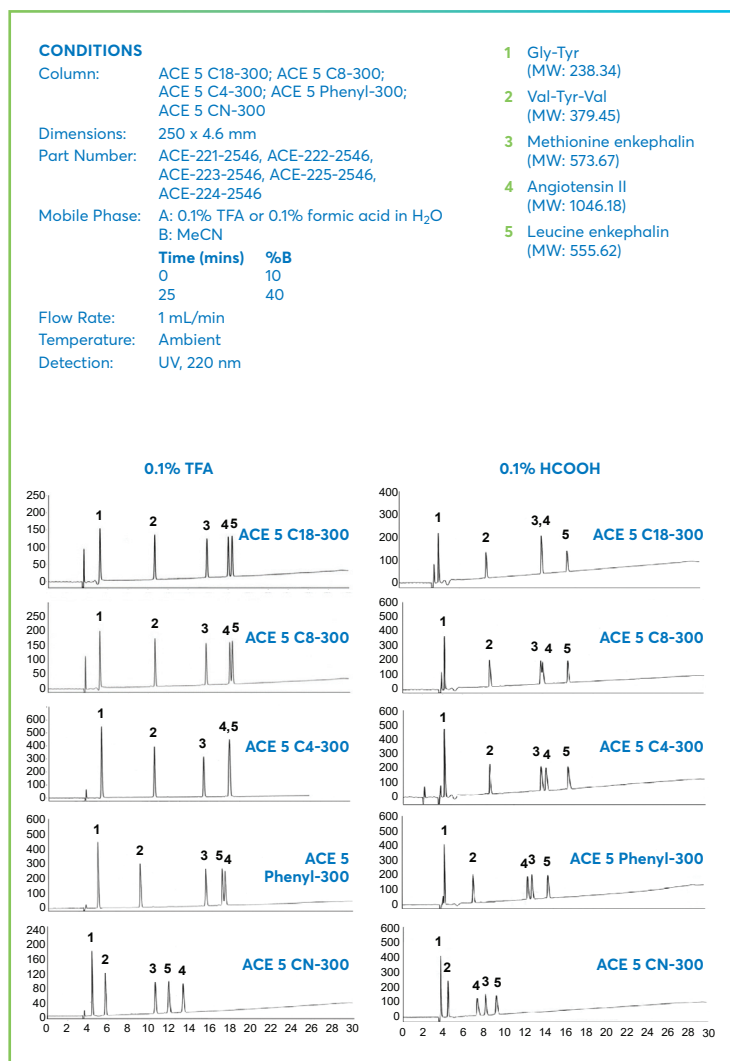 CONDITIONS
Column: ACE 5 C18-300; ACE 5 C8-300;
ACE 5 C4-300; ACE 5 Phenyl-300;
ACE 5 CN-300
Dimensions: 250 x 4.6 mm
Part Number: ACE-221-2546, ACE-222-2546,
ACE-223-2546, ACE-225-2546,
ACE-224-2546
Mobile Phase: A: 0.1% TFA or 0.1% formic acid in H₂O
B: MeCN
Time (mins) %B
0 10
25 40
Flow Rate: 1 mL/min
Temperature: Ambient
Detection: UV, 220 nm
1 Gly-Tyr
(MW: 238.34)
2 Val-Tyr-Val
(MW: 379.45)
3 Methionine enkephalin
(MW: 573.67)
4 Angiotensin II
(MW: 1046.18)
5 Leucine enkephalin
(MW: 555.62)
0.1% TFA
250
200
150
100
50
0
1 2 3 4 5
ACE 5 C18-300
250
200
150
100
50
0
1 2 3 4 5
ACE 5 C8-300
600
500
400
300
200
100
0
1 2 3 4,5
ACE 5 C4-300
600
500
400
300
200
100
0
1 2 3 5 4
ACE 5
Phenyl-300
240
200
160
120
80
40
0
1 2 3 5 4
ACE 5 CN-300
0 2 4 6 8 10 12 14 16 18 20 22 24 26 28 30
0.1% HCOOH
400
300
200
100
0
1 2 3,4 5
ACE 5 C18-300
600
500
400
300
200
100
0
1 2 3 4 5
ACE 5 C8-300
600
500
400
300
200
100
0
1 2 3 4 5
ACE 5 C4-300
600
500
400
300
200
100
0
1 2 4 3 5
ACE 5 Phenyl-300
600
500
400
300
200
100
0
1 2 4 3 5
ACE 5 CN-300
0 2 4 6 8 10 12 14 16 18 20 22 24 26 28 30